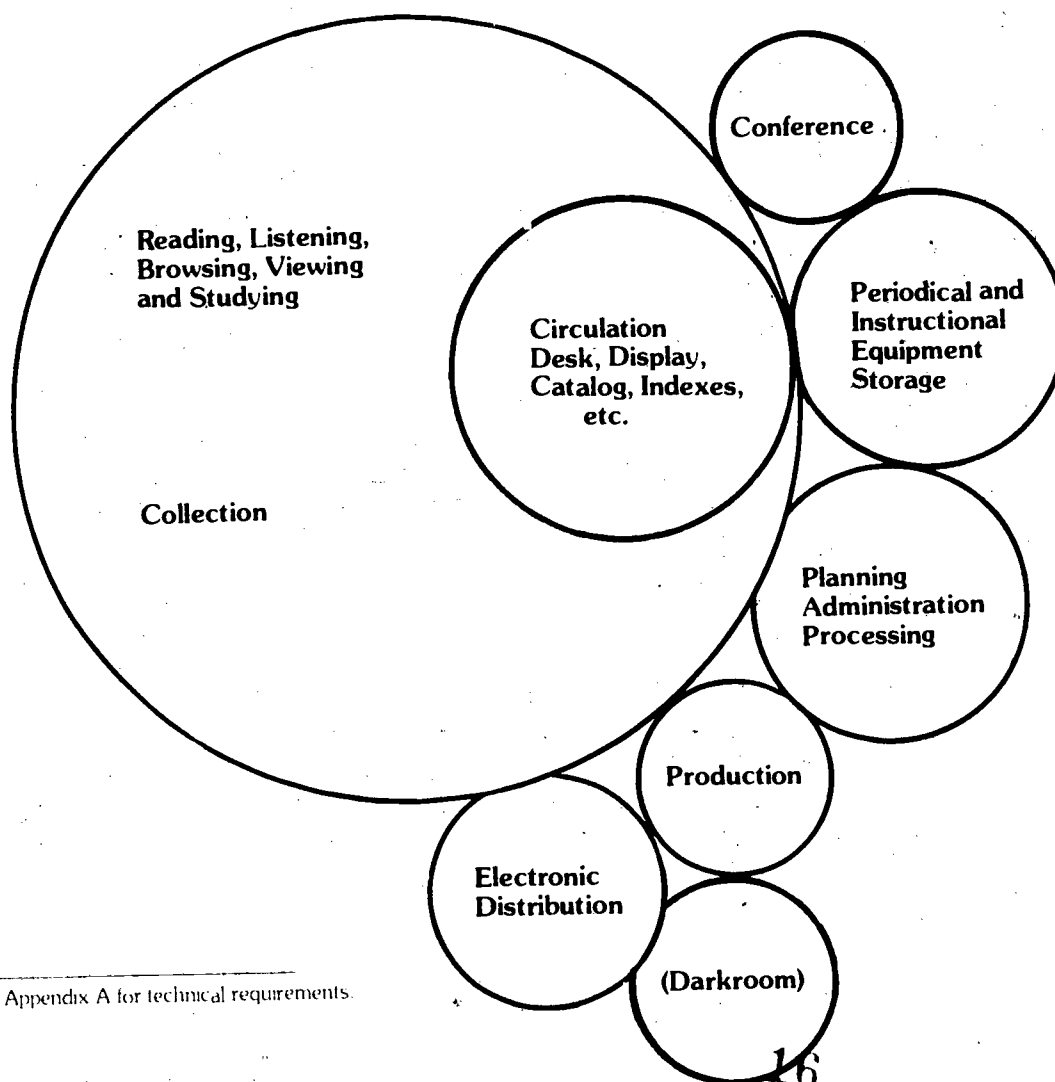 Conference
Reading, Listening,
Browsing, Viewing
and Studying
Circulation
Desk, Display,
Catalog, Indexes,
etc.
Periodical and
Instructional
Equipment
Storage
Collection
Planning
Administration
Processing
Production
Electronic
Distribution
(Darkroom)
Appendix A for technical requirements.
16